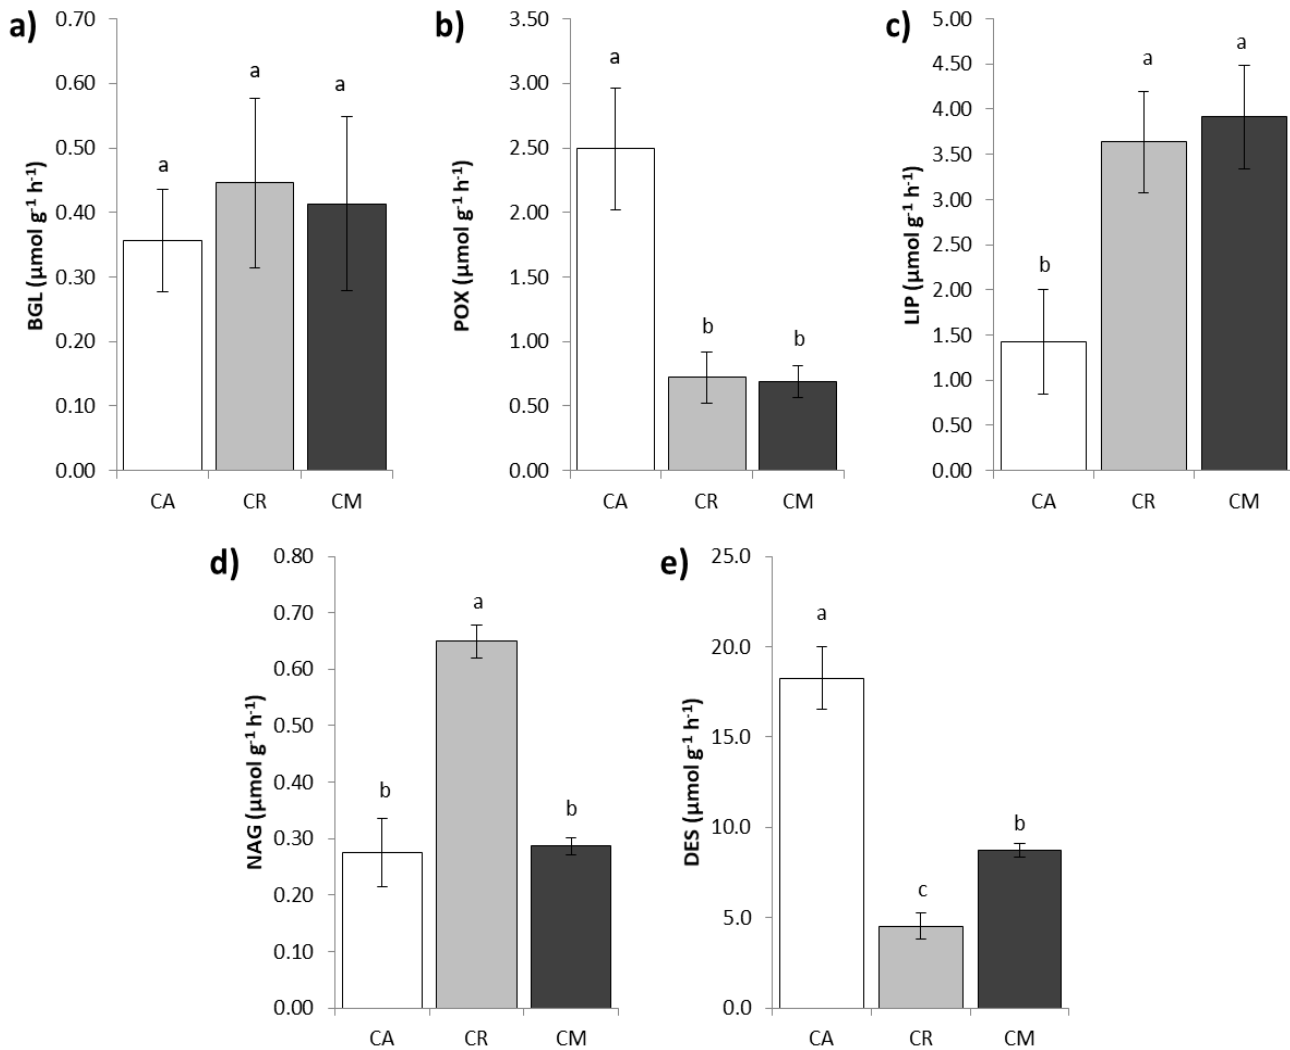 a)
BGL (µmol g⁻¹ h⁻¹)
0.70
0.60
0.50
0.40
0.30
0.20
0.10
0.00
a
a
a
CA CR CM
b)
POX (µmol g⁻¹ h⁻¹)
3.50
3.00
2.50
2.00
1.50
1.00
0.50
0.00
a
b
b
CA CR CM
c)
LIP (µmol g⁻¹ h⁻¹)
5.00
4.50
4.00
3.50
3.00
2.50
2.00
1.50
1.00
0.50
0.00
b
a
a
CA CR CM
d)
NAG (µmol g⁻¹ h⁻¹)
0.80
0.70
0.60
0.50
0.40
0.30
0.20
0.10
0.00
b
a
b
CA CR CM
e)
DES (µmol g⁻¹ h⁻¹)
25.0
20.0
15.0
10.0
5.0
0.0
a
c
b
CA CR CM